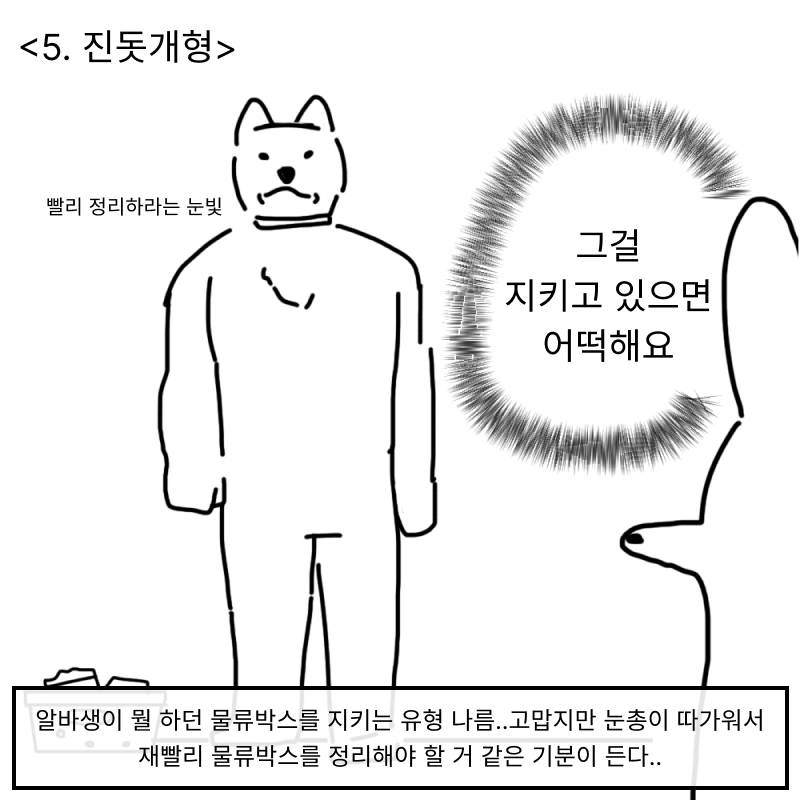 <5. 진돗개형>
빨리 정리하라는 눈빛
그걸
지키고 있으면
어떡해요
알바생이 뭘 하던 물류박스를 지키는 유형 나름..고맙지만 눈총이 따가워서
재빨리 물류박스를 정리해야 할 거 같은 기분이 든다..